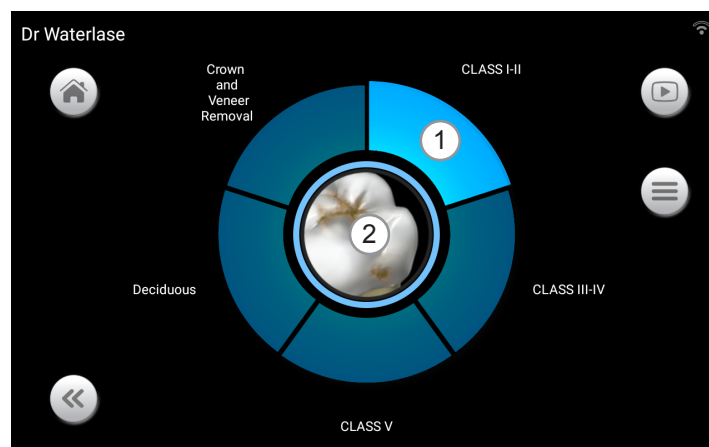 Dr Waterlase
Crown
and
Veneer
Removal
CLASS I-II
1
2
Deciduous
CLASS III-IV
CLASS V